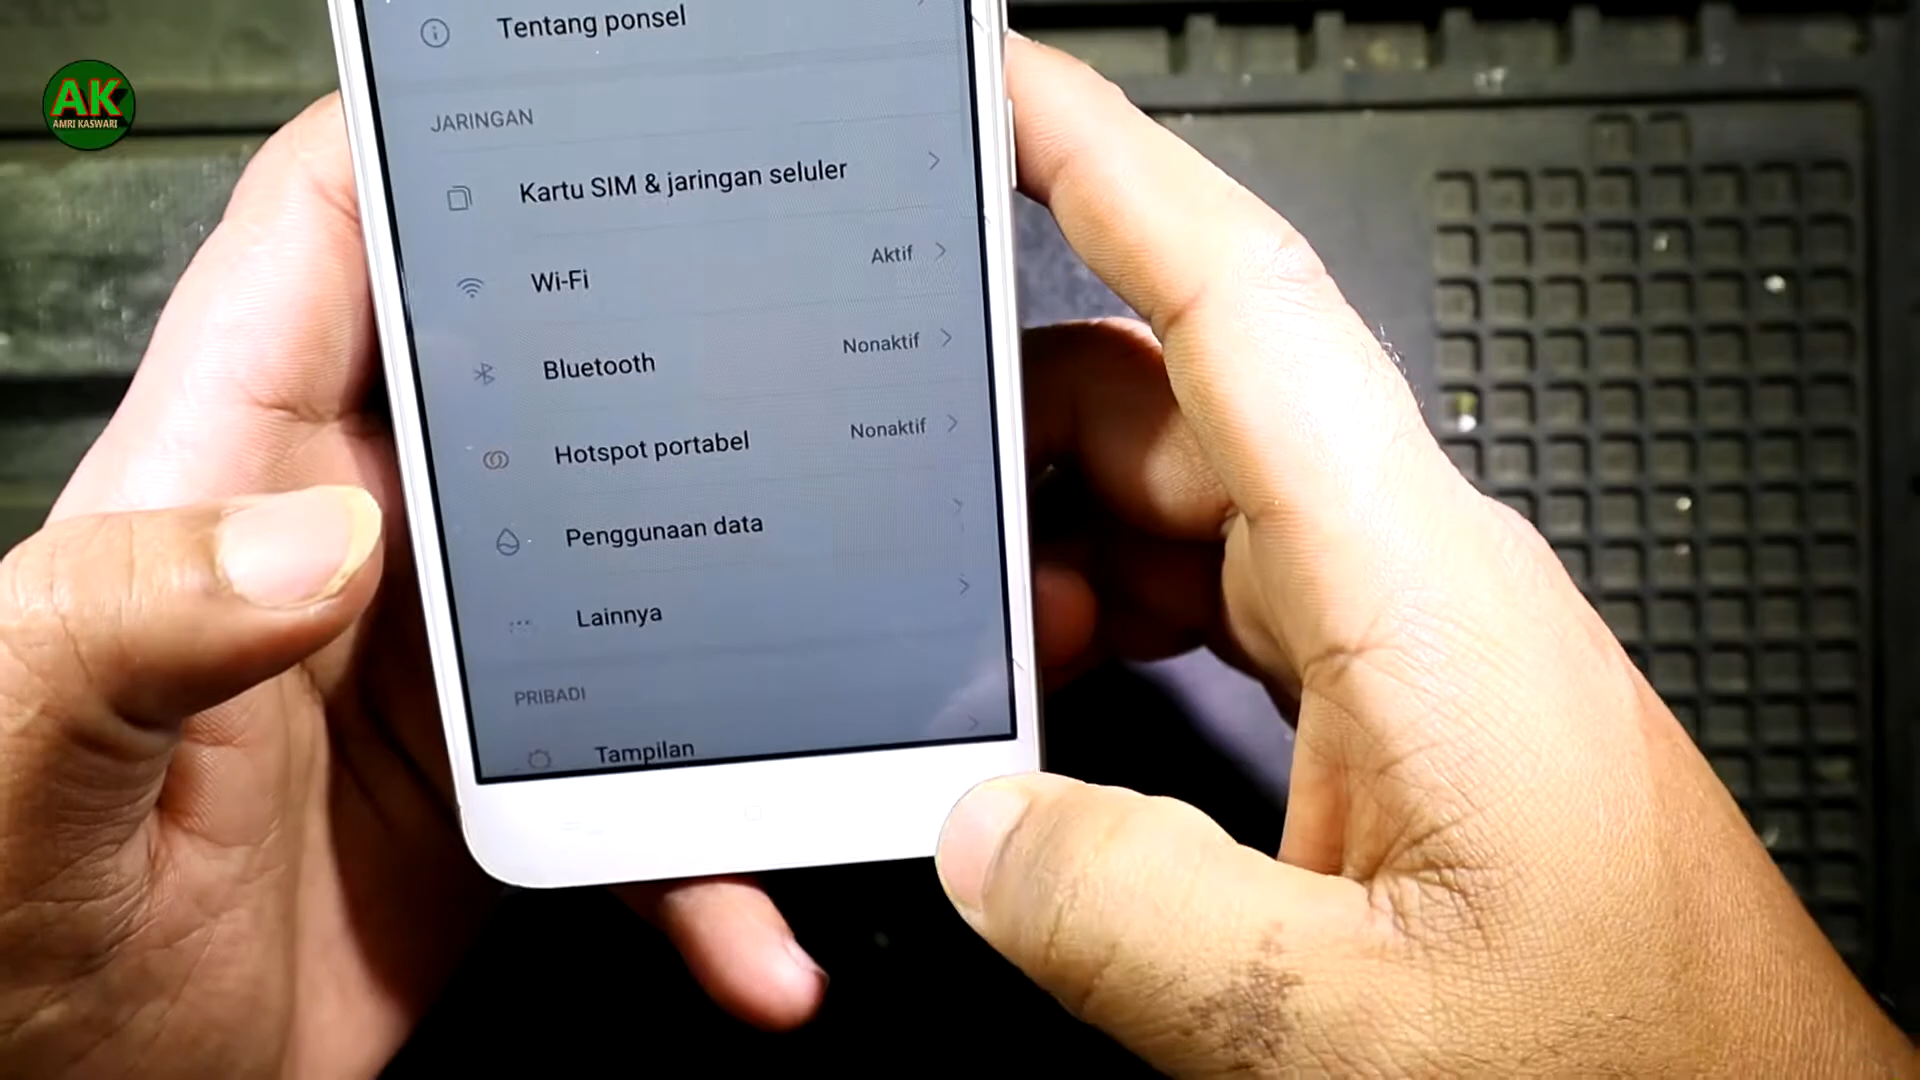 AK
AMRI KASWARI
Tentang ponsel
JARINGAN
Kartu SIM & jaringan seluler
Wi-Fi Aktif
Bluetooth Nonaktif
Hotspot portabel Nonaktif
Penggunaan data
Lainnya
PRIBADI
Tampilan